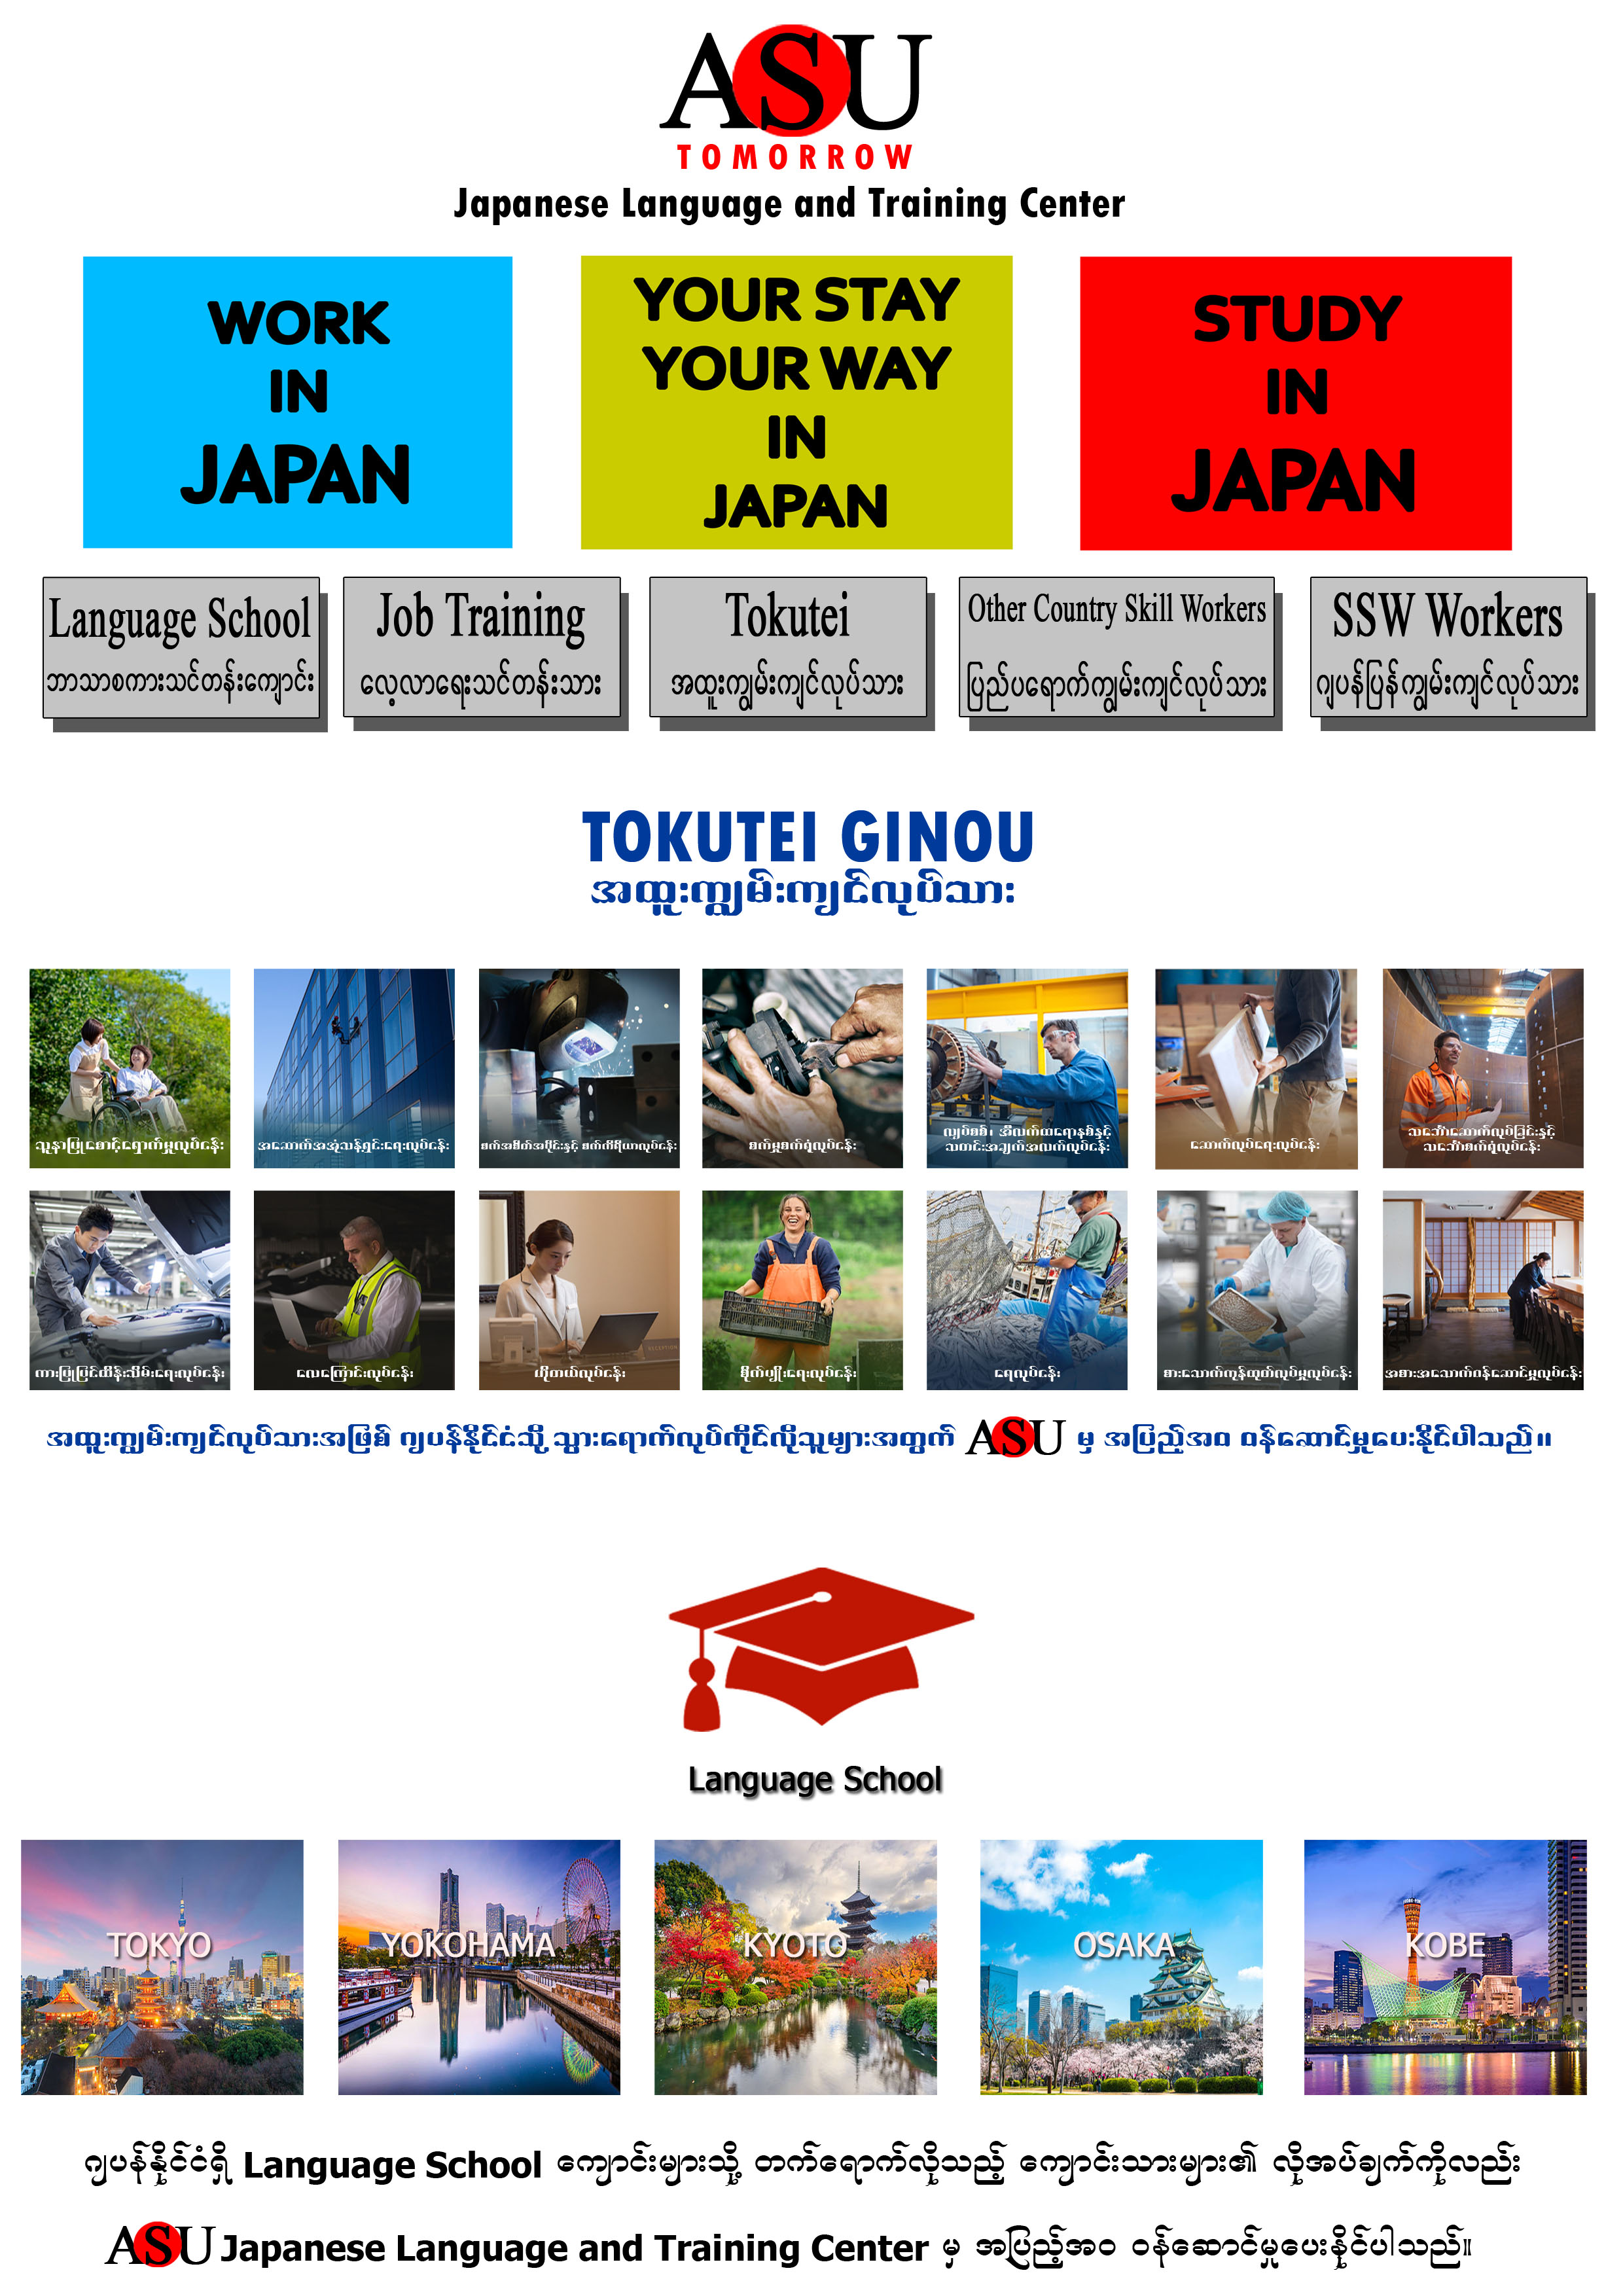 ASU
TOMORROW
Japanese Language and Training Center
WORK
IN
JAPAN
YOUR STAY
YOUR WAY
IN
JAPAN
STUDY
IN
JAPAN
Language School
ဘာသာစကားသင်တန်းကျောင်း
Job Training
လေ့လာရေးသင်တန်းသား
Tokutei
အထူးကျွမ်းကျင်လုပ်သား
Other Country Skill Workers
ပြည်ပရောက်ကျွမ်းကျင်လုပ်သား
SSW Workers
ဂျပန်ပြန်ကျွမ်းကျင်လုပ်သား
TOKUTEI GINOU
အထူးကျွမ်းကျင်လုပ်သား
သူနာပြုစောင့်ရှောက်မှုလုပ်ငန်း
အဆောက်အအုံသန့်ရှင်းရေးလုပ်ငန်း
စက်အစိတ်အပိုင်းနှင့် စက်ကိရိယာလုပ်ငန်း
စက်မှုစက်ရုံလုပ်ငန်း
လျှပ်စစ်၊ အီလက်ထရောနစ်နှင့်
သတင်းအချက်အလက်လုပ်ငန်း
ဆောက်လုပ်ရေးလုပ်ငန်း
သင်္ဘောဆောက်လုပ်ခြင်းနှင့်
သင်္ဘောစက်ရုံလုပ်ငန်း
ကားပြုပြင်ထိန်းသိမ်းရေးလုပ်ငန်း
လေကြောင်းလုပ်ငန်း
ဟိုတယ်လုပ်ငန်း
စိုက်ပျိုးရေးလုပ်ငန်း
ရေလုပ်ငန်း
စားသောက်ကုန်ထုတ်လုပ်မှုလုပ်ငန်း
အစားအသောက်ဝန်ဆောင်မှုလုပ်ငန်း
အထူးကျွမ်းကျင်လုပ်သားအဖြစ် ဂျပန်နိုင်ငံသို့ သွားရောက်လုပ်ကိုင်လိုသူများအတွက် ASU မှ အပြည့်အဝ ဝန်ဆောင်မှုပေးနိုင်ပါသည်။
Language School
TOKYO
YOKOHAMA
KYOTO
OSAKA
KOBE
ဂျပန်နိုင်ငံရှိ Language School ကျောင်းများသို့ တက်ရောက်လိုသည့် ကျောင်းသားများ၏ လိုအပ်ချက်ကိုလည်း
ASU Japanese Language and Training Center မှ အပြည့်အဝ ဝန်ဆောင်မှုပေးနိုင်ပါသည်။